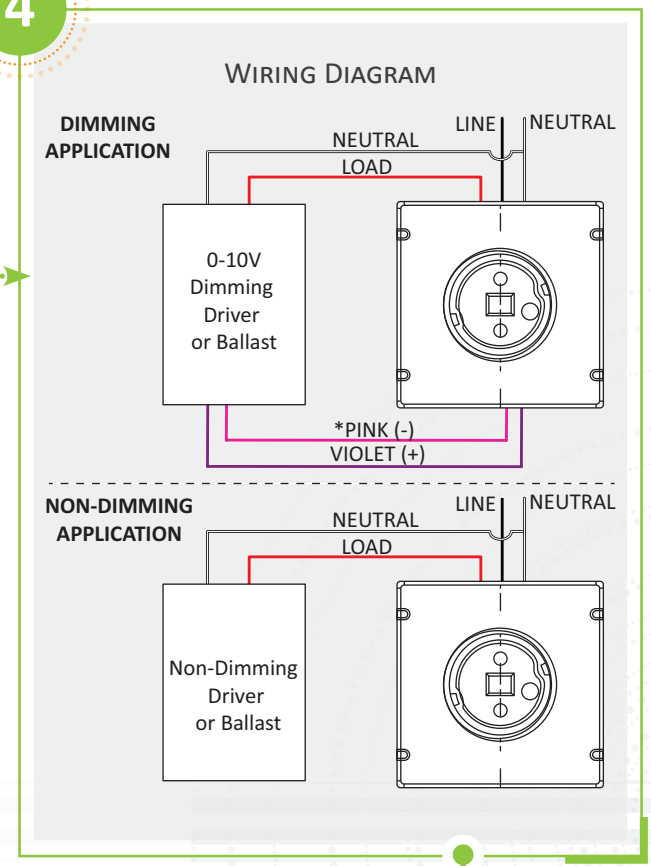 4
WIRING DIAGRAM
DIMMING
APPLICATION
LINE
NEUTRAL
NEUTRAL
LOAD
0-10V
Dimming
Driver
or Ballast
*PINK (-)
VIOLET (+)
NON-DIMMING
APPLICATION
LINE
NEUTRAL
NEUTRAL
LOAD
Non-Dimming
Driver
or Ballast